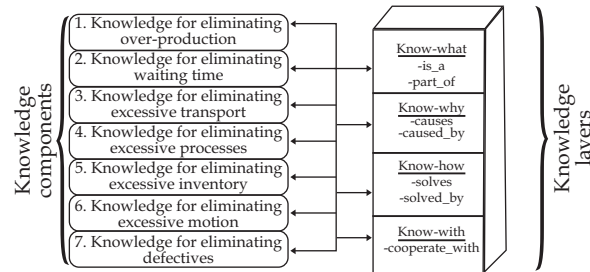 Knowledge
components
1. Knowledge for eliminating
over-production
2. Knowledge for eliminating
waiting time
3. Knowledge for eliminating
excessive transport
4. Knowledge for eliminating
excessive processes
5. Knowledge for eliminating
excessive inventory
6. Knowledge for eliminating
excessive motion
7. Knowledge for eliminating
defectives
Know-what
-is_a
-part_of
Know-why
-causes
-caused_by
Know-how
-solves
-solved_by
Know-with
-cooperate_with
Knowledge
layers